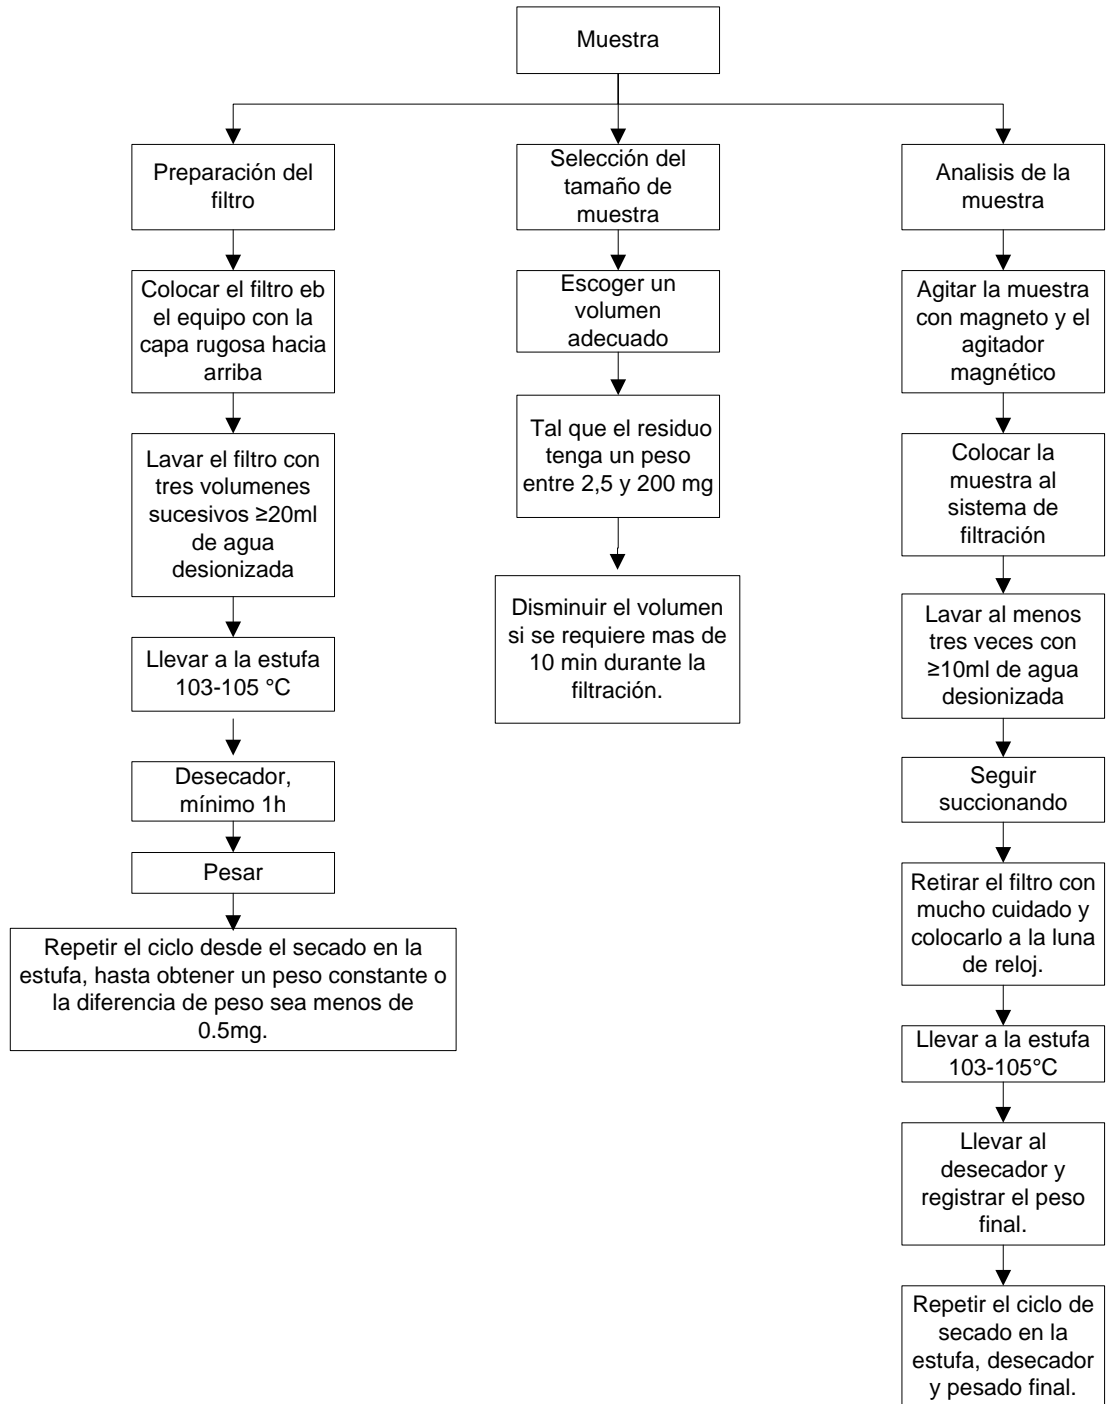 Muestra
Preparación del
filtro
Colocar el filtro eb
el equipo con la
capa rugosa hacia
arriba
Lavar el filtro con
tres volumenes
sucesivos ≥20ml
de agua
desionizada
Llevar a la estufa
103-105 °C
Desecador,
mínimo 1h
Pesar
Repetir el ciclo desde el secado en la
estufa, hasta obtener un peso constante o
la diferencia de peso sea menos de
0.5mg.
Selección del
tamaño de
muestra
Escoger un
volumen
adecuado
Tal que el residuo
tenga un peso
entre 2,5 y 200 mg
Disminuir el volumen
si se requiere mas de
10 min durante la
filtración.
Analisis de la
muestra
Agitar la muestra
con magneto y el
agitador
magnético
Colocar la
muestra al
sistema de
filtración
Lavar al menos
tres veces con
≥10ml de agua
desionizada
Seguir
succionando
Retirar el filtro con
mucho cuidado y
colocarlo a la luna
de reloj.
Llevar a la estufa
103-105°C
Llevar al
desecador y
registrar el peso
final.
Repetir el ciclo de
secado en la
estufa, desecador
y pesado final.